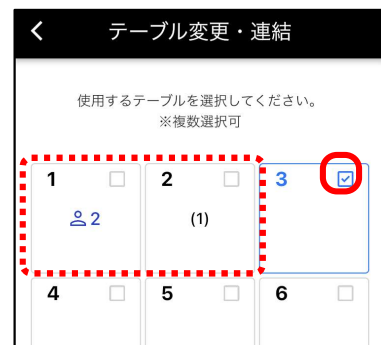 テーブル変更・連結
使用するテーブルを選択してください。
※複数選択可
1 2 3
2 (1)
4 5 6